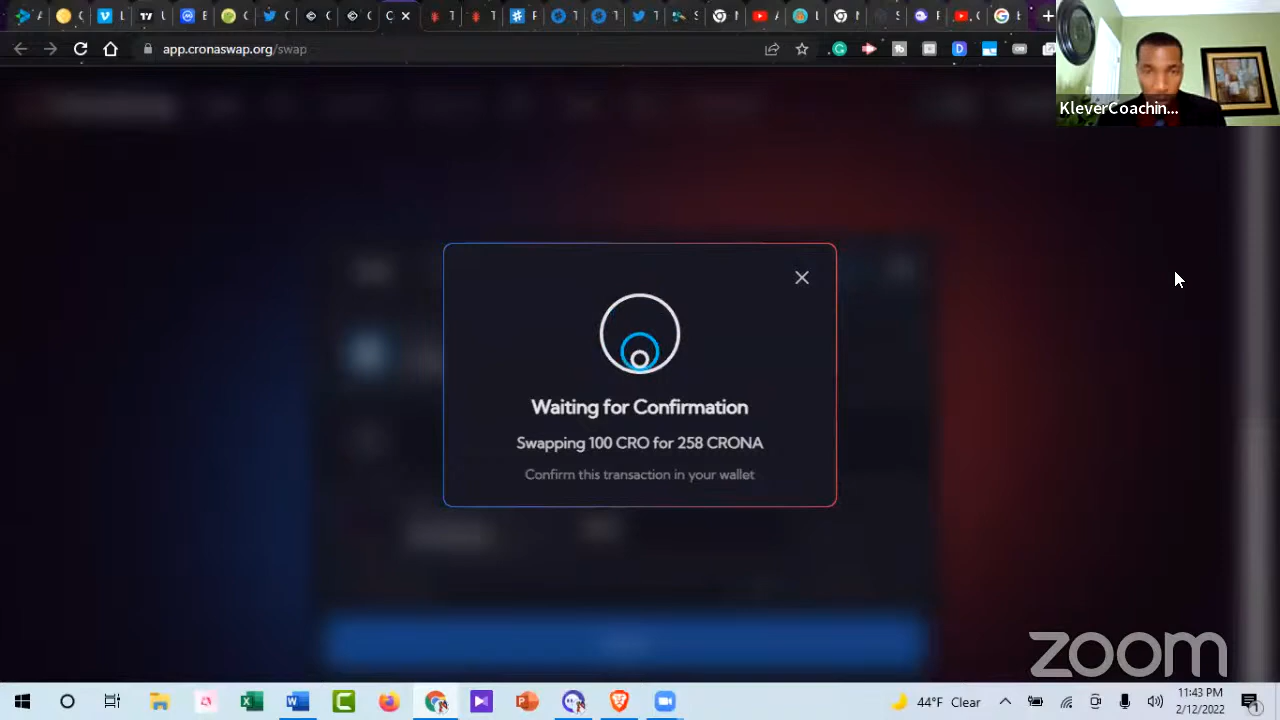 app.cronaswap.org/swap
KleverCoachin...
Waiting for Confirmation
Swapping 100 CRO for 258 CRONA
Confirm this transaction in your wallet
zoom
44°F Clear
11:43 PM
2/12/2022